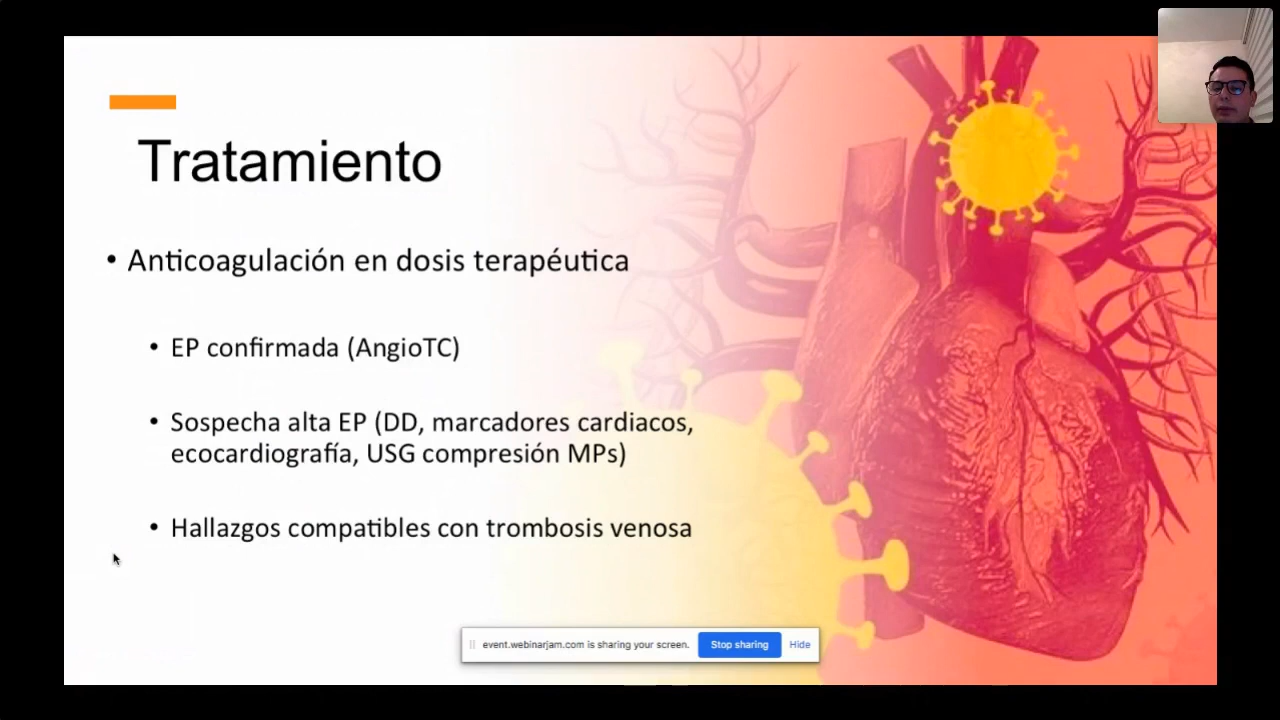 Tratamiento
• Anticoagulación en dosis terapéutica
• EP confirmada (AngioTC)
• Sospecha alta EP (DD, marcadores cardiacos,
ecocardiografía, USG compresión MPs)
• Hallazgos compatibles con trombosis venosa
event.webinarjam.com is sharing your screen. Stop sharing Hide